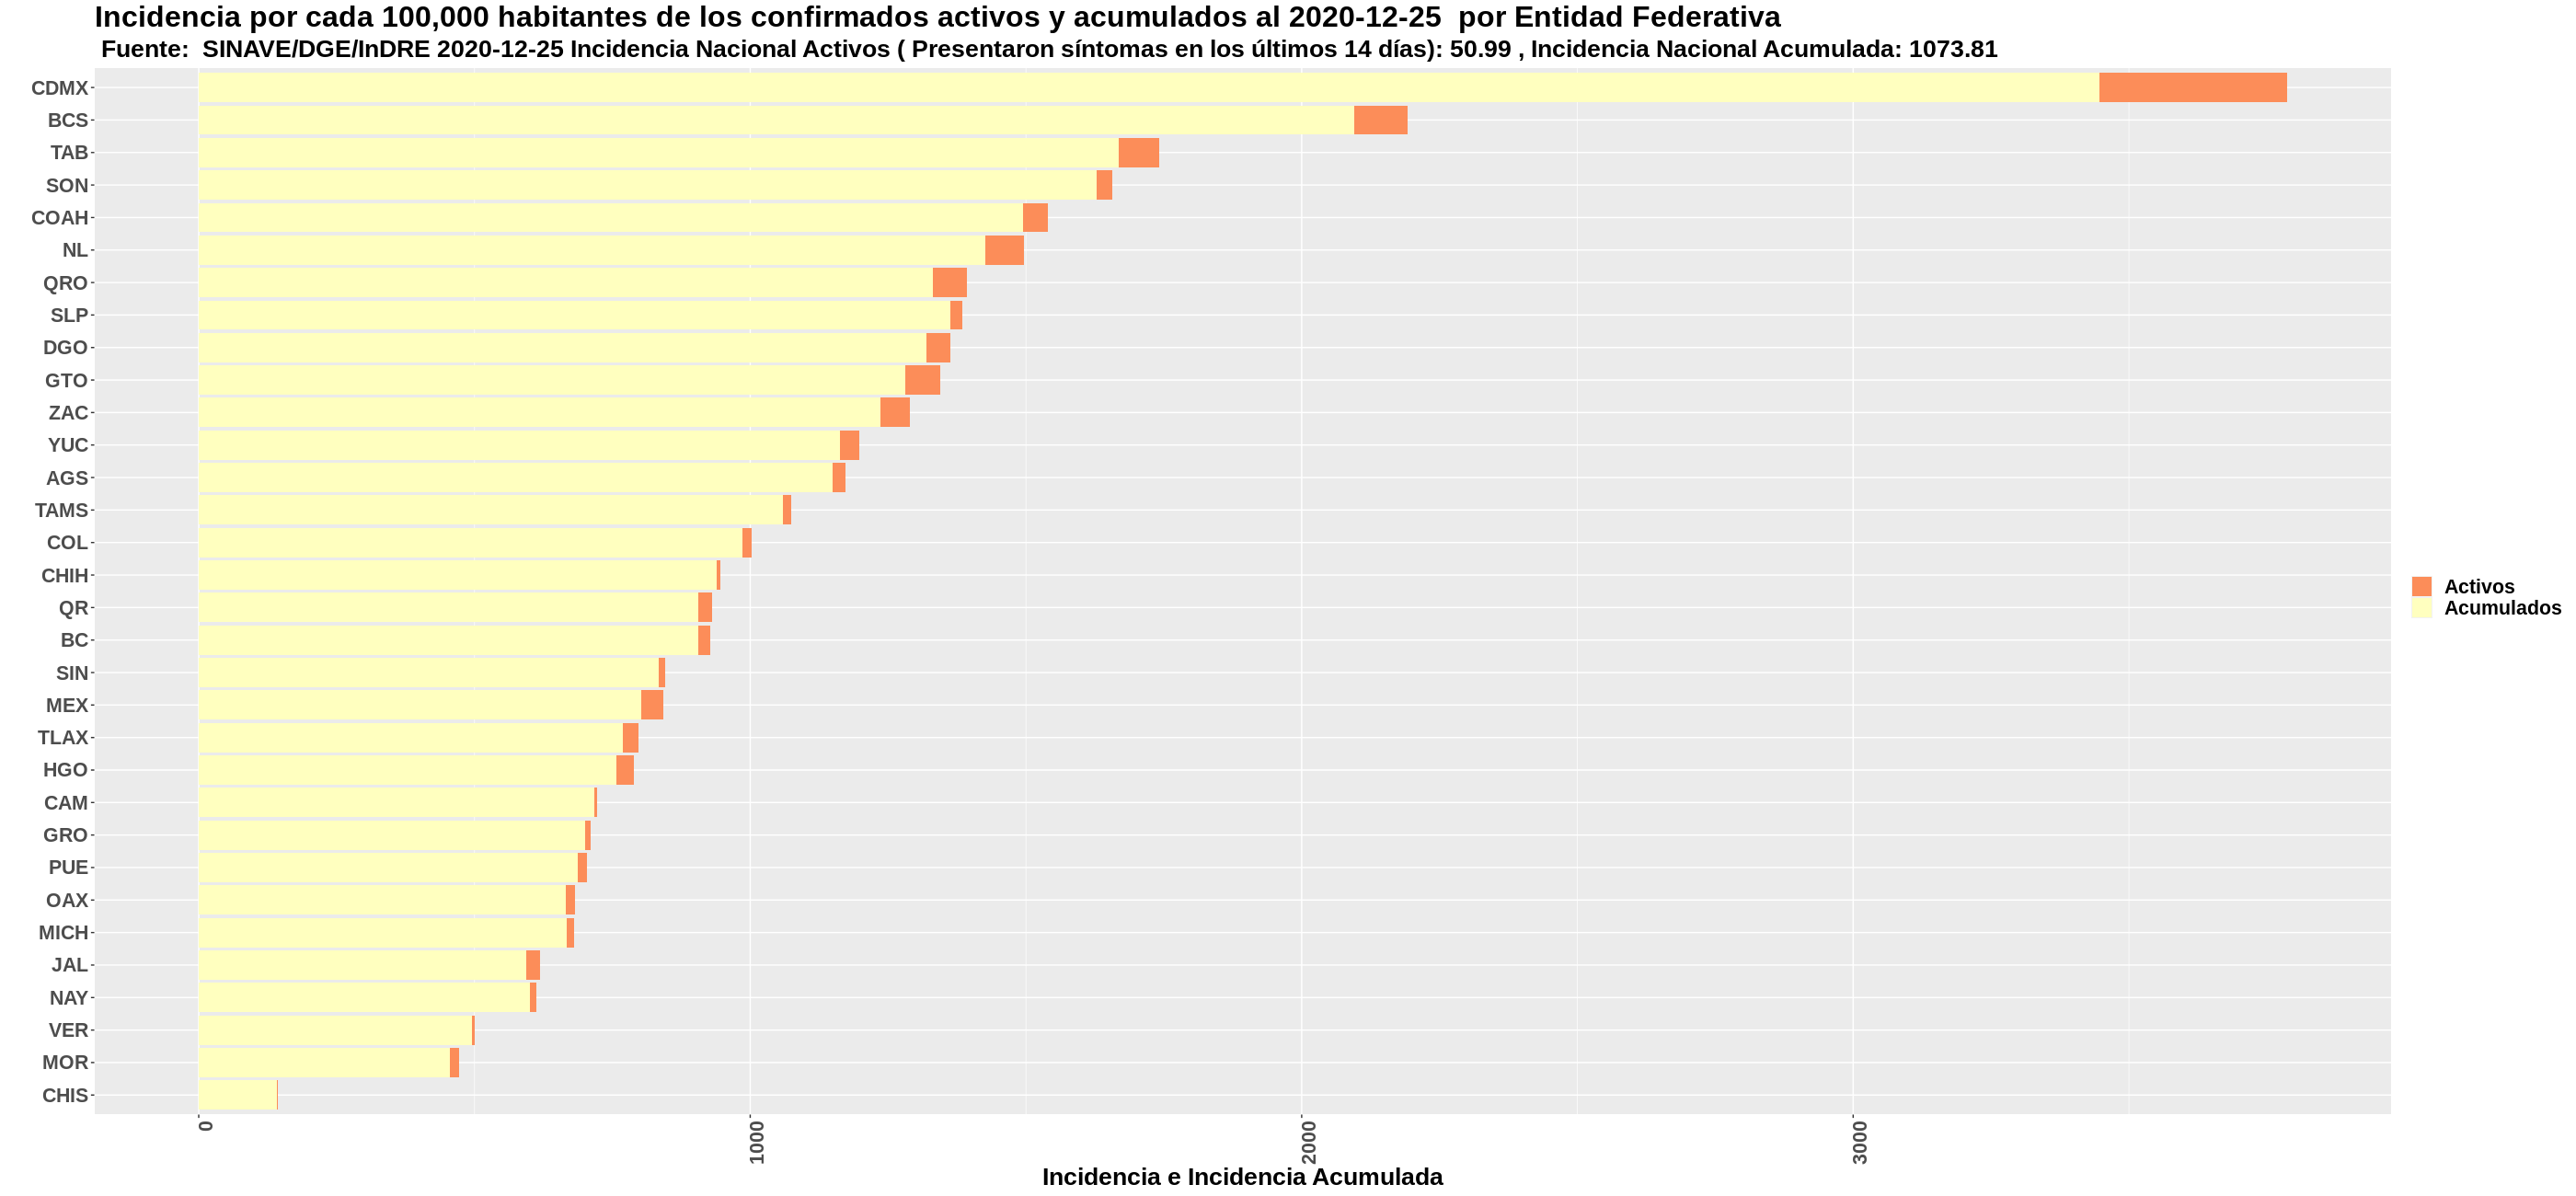 Incidencia por cada 100,000 habitantes de los confirmados activos y acumulados al 2020-12-25  por Entidad Federativa
Fuente:  SINAVE/DGE/InDRE 2020-12-25 Incidencia Nacional Activos ( Presentaron síntomas en los últimos 14 días): 50.99 , Incidencia Nacional Acumulada: 1073.81
CDMX
BCS
TAB
SON
COAH
NL
QRO
SLP
DGO
GTO
ZAC
YUC
AGS
TAMS
COL
CHIH
QR
BC
SIN
MEX
TLAX
HGO
CAM
GRO
PUE
OAX
MICH
JAL
NAY
VER
MOR
CHIS
0
1000
2000
3000
Incidencia e Incidencia Acumulada
Activos
Acumulados